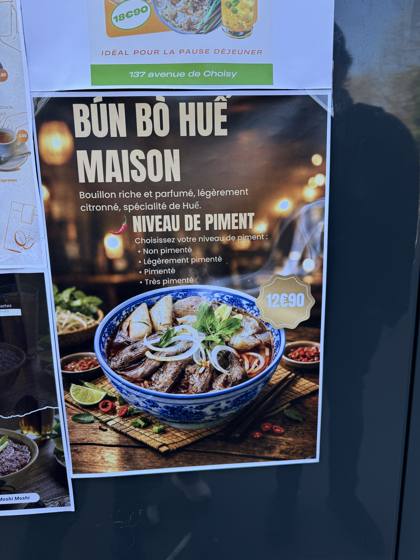 18€90
IDÉAL POUR LA PAUSE DÉJEUNER
137 avenue de Choisy
BÚN BÒ HUẾ
MAISON
Bouillon riche et parfumé, légèrement
citronné, spécialité de Huế.
NIVEAU DE PIMENT
Choisissez votre niveau de piment :
• Non pimenté
• Légèrement pimenté
• Pimenté
• Très pimenté
12€90
Moshi Moshi